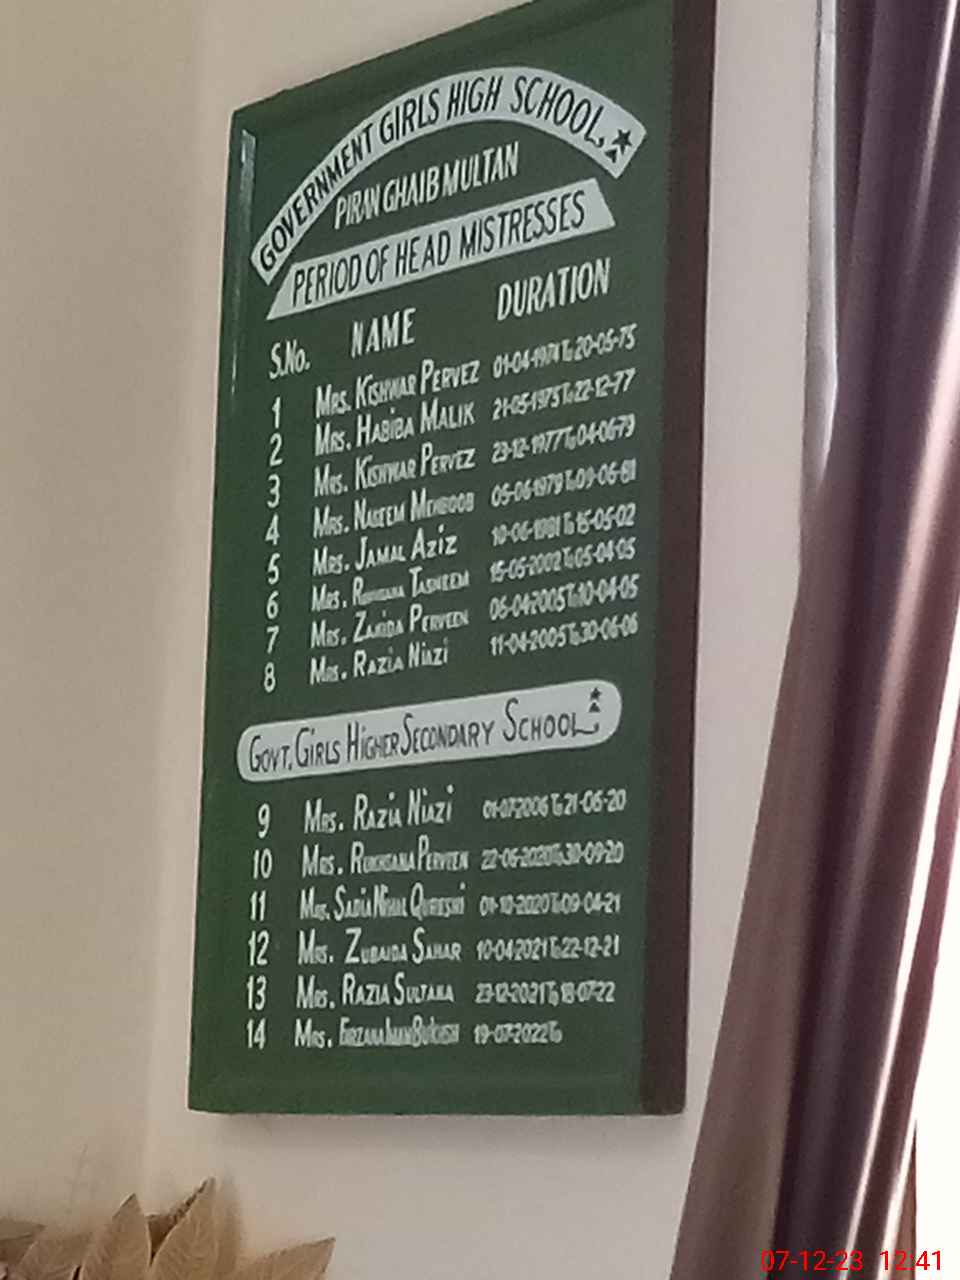 GOVERNMENT GIRLS HIGH SCHOOL,
PIRAN GHAIB MULTAN
PERIOD OF HEAD MISTRESSES
S.No. NAME DURATION
1 Mrs. Kishwar Pervez 01-04-1974 To 20-05-75
2 Mrs. Habiba Malik 21-05-1975 To 22-12-77
3 Mrs. Kishwar Pervez 23-12-1977 To 04-06-79
4 Mrs. Naseem Mehboob 05-06-1979 To 09-06-81
5 Mrs. Jamal Aziz 10-06-1981 To 15-05-02
6 Mrs. Rukhsana Tasneem 15-05-2002 To 05-04-05
7 Mrs. Zahida Perveen 06-04-2005 To 10-04-05
8 Mrs. Razia Niazi 11-04-2005 To 30-06-06
Govt. Girls Higher Secondary School
9 Mrs. Razia Niazi 01-07-2006 To 21-06-20
10 Mrs. Rukhsana Perveen 22-06-2020 To 30-09-20
11 Mrs. Sadia Nihal Qureshi 01-10-2020 To 09-04-21
12 Mrs. Zubaida Sahar 10-04-2021 To 22-12-21
13 Mrs. Razia Sultana 23-12-2021 To 18-07-22
14 Mrs. Farzana Imam Bukhsh 19-07-2022 To
07-12-23 12:41